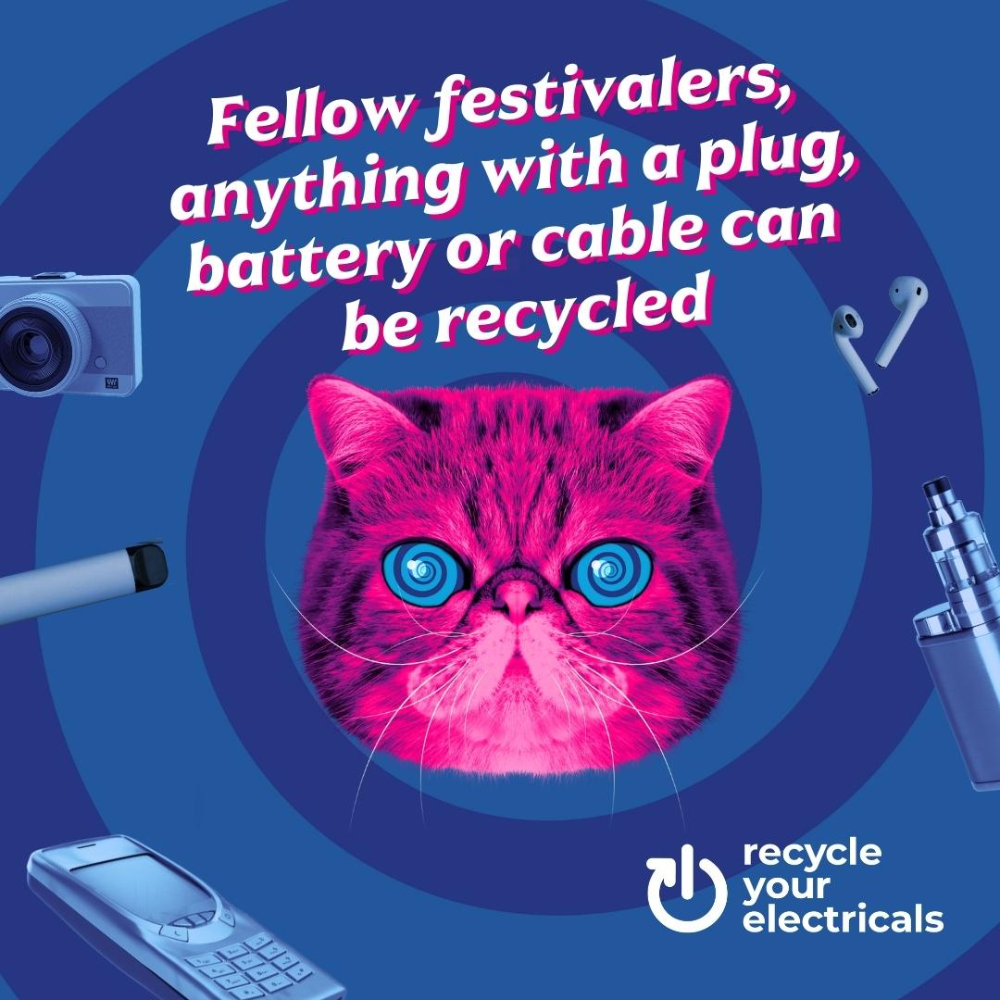 Fellow festivalers,
anything with a plug,
battery or cable can
be recycled
recycle
your
electricals